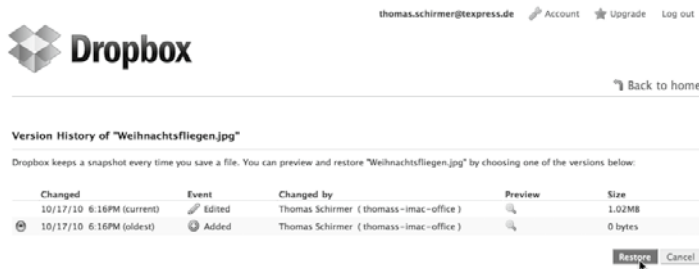 thomas.schirmer@texpress.de Account Upgrade Log out
Dropbox
Back to home
Version History of "Weihnachtsfliegen.jpg"
Dropbox keeps a snapshot every time you save a file. You can preview and restore "Weihnachtsfliegen.jpg" by choosing one of the versions below:
Changed Event Changed by Preview Size
10/17/10 6:16PM (current) Edited Thomas Schirmer ( thomass-imac-office ) 1.02MB
10/17/10 6:16PM (oldest) Added Thomas Schirmer ( thomass-imac-office ) 0 bytes
Restore Cancel